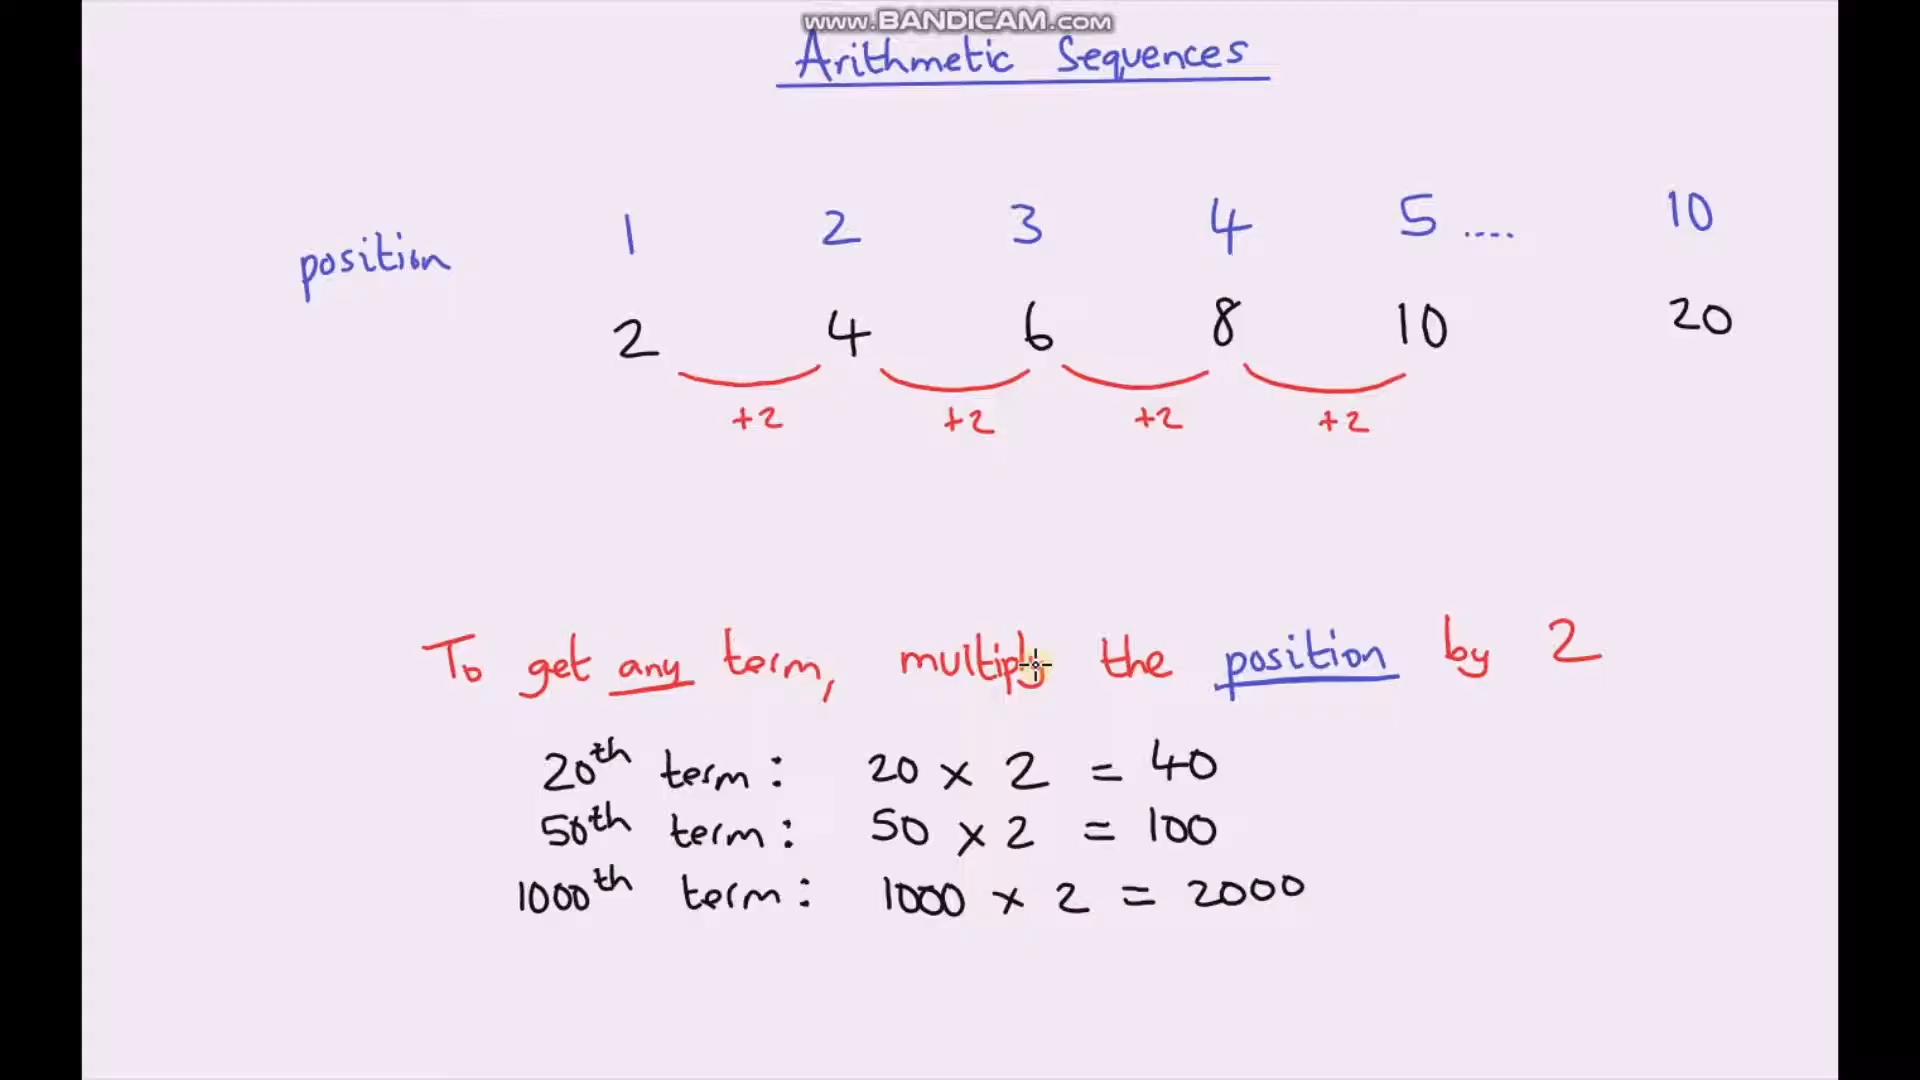 www.BANDICAM.com
Arithmetic Sequences
position 1 2 3 4 5 .... 10
2 4 6 8 10 20
+2 +2 +2 +2
To get any term, multiply the position by 2
20th term : 20 × 2 = 40
50th term : 50 × 2 = 100
1000th term : 1000 × 2 = 2000